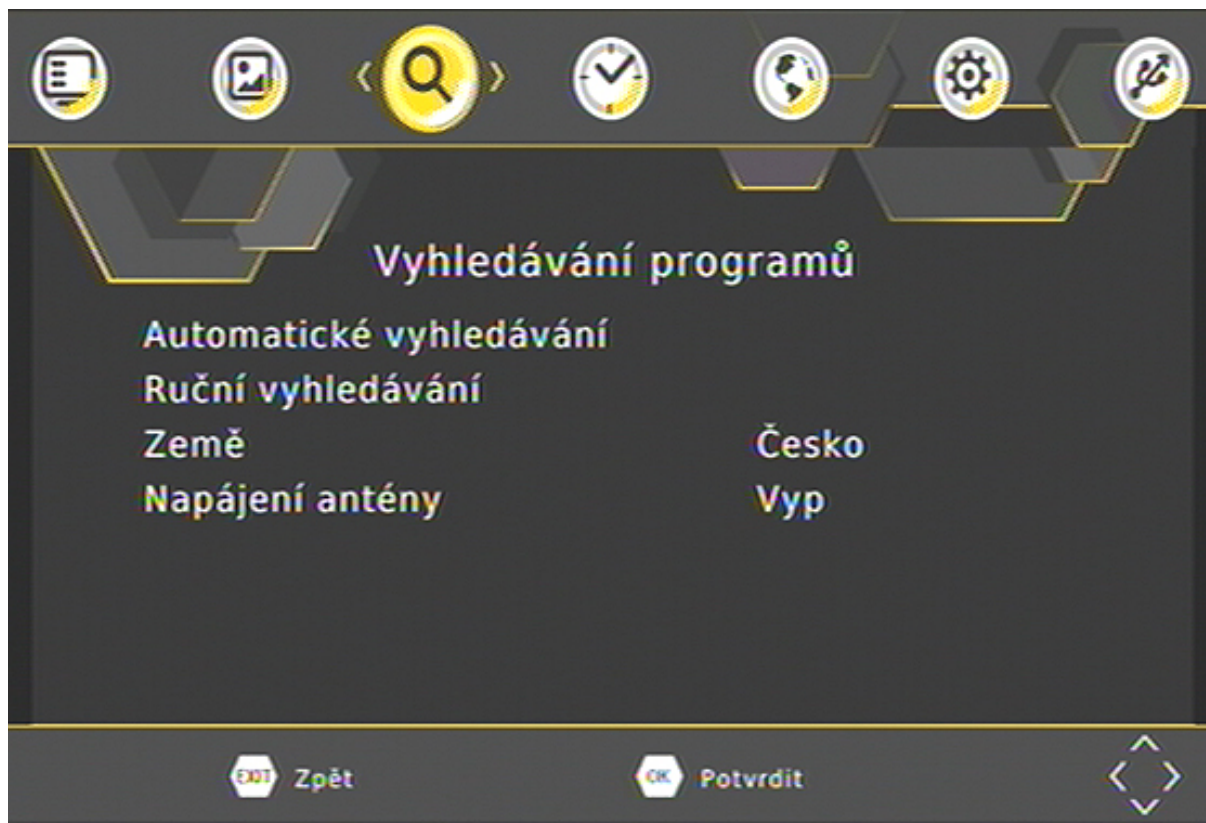 Vyhledávání programů
Automatické vyhledávání
Ruční vyhledávání
Země Česko
Napájení antény Vyp
EXIT Zpět OK Potvrdit